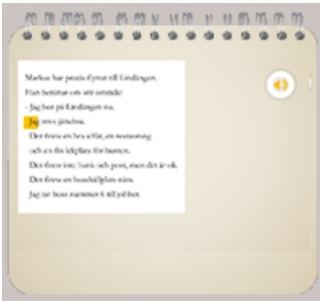 Markus har precis flyttat till Lindängen.
Han berättar om sitt område:
- Jag bor på Lindängen nu.
Jag trivs jättebra.
Det finns en bra affär, en restaurang
och en fin lekplats för barnen.
Det finns inte bank och post, men det är ok.
Det finns en busshållplats nära.
Jag tar buss nummer 6 till jobbet.